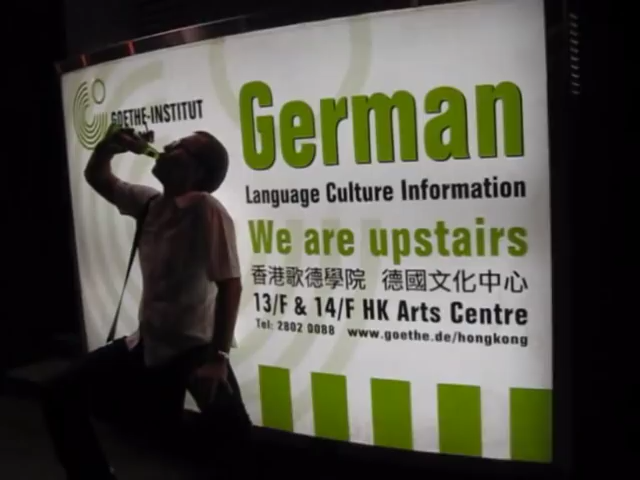 GOETHE-INSTITUT
German
Language Culture Information
We are upstairs
香港歌德學院 德國文化中心
13/F & 14/F HK Arts Centre
Tel: 2802 0088 www.goethe.de/hongkong